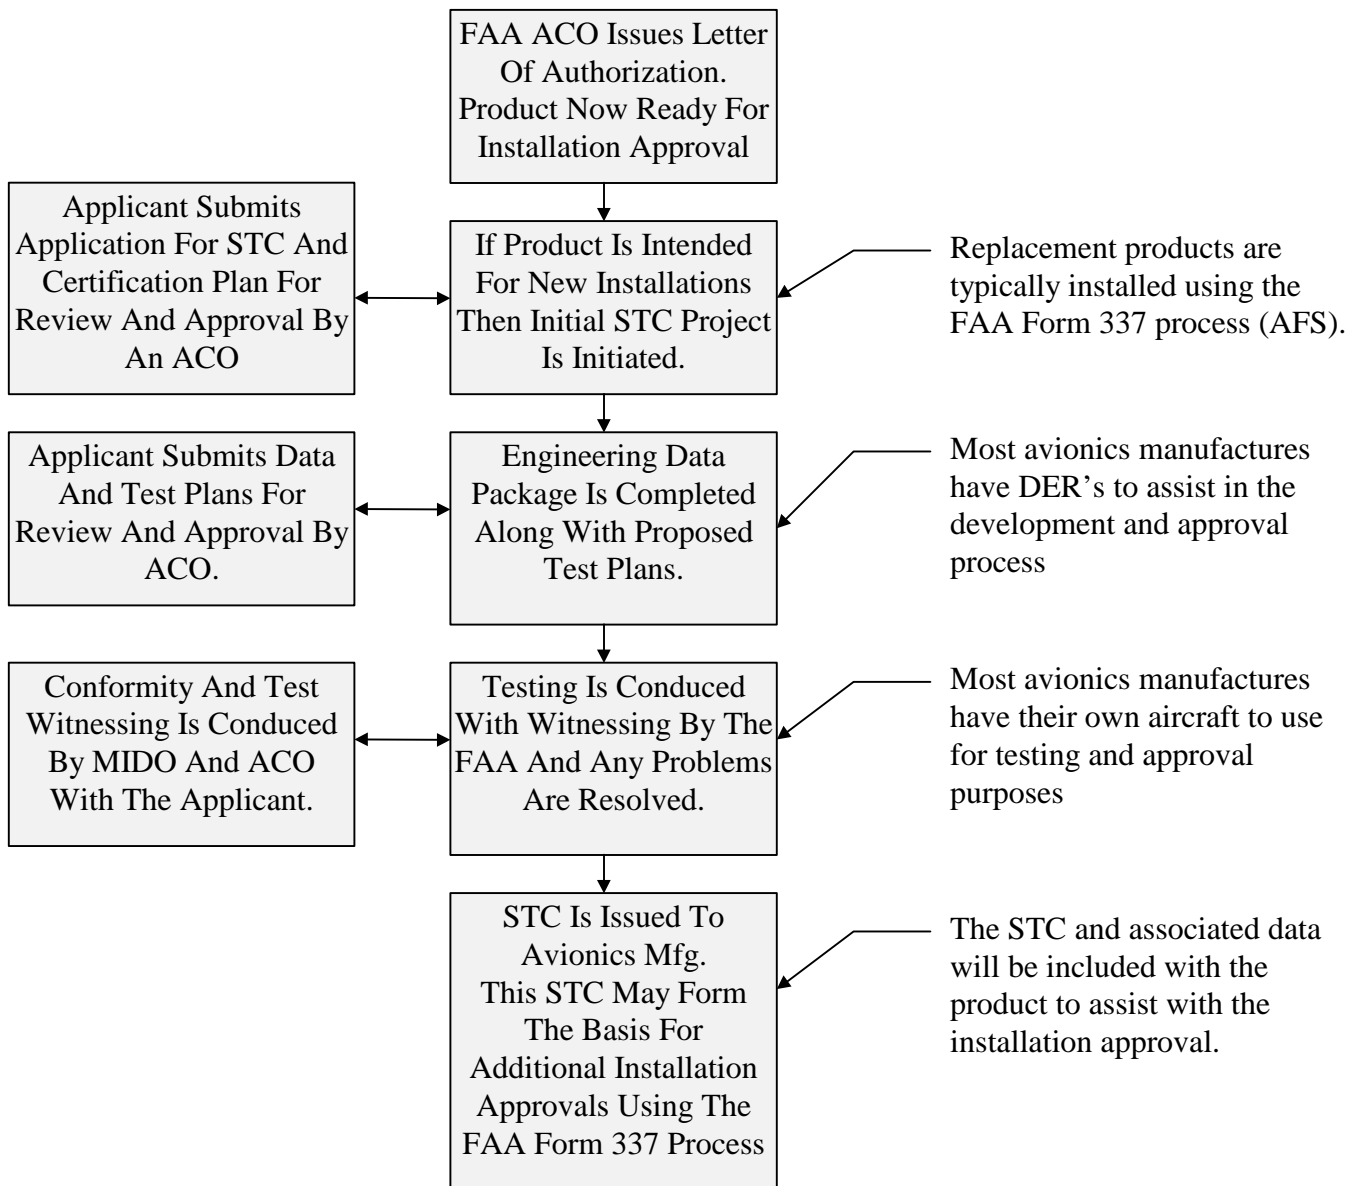 FAA ACO Issues Letter
Of Authorization.
Product Now Ready For
Installation Approval
Applicant Submits
Application For STC And
Certification Plan For
Review And Approval By
An ACO
If Product Is Intended
For New Installations
Then Initial STC Project
Is Initiated.
Replacement products are
typically installed using the
FAA Form 337 process (AFS).
Applicant Submits Data
And Test Plans For
Review And Approval By
ACO.
Engineering Data
Package Is Completed
Along With Proposed
Test Plans.
Most avionics manufactures
have DER's to assist in the
development and approval
process
Conformity And Test
Witnessing Is Conduced
By MIDO And ACO
With The Applicant.
Testing Is Conduced
With Witnessing By The
FAA And Any Problems
Are Resolved.
Most avionics manufactures
have their own aircraft to use
for testing and approval
purposes
STC Is Issued To
Avionics Mfg.
This STC May Form
The Basis For
Additional Installation
Approvals Using The
FAA Form 337 Process
The STC and associated data
will be included with the
product to assist with the
installation approval.